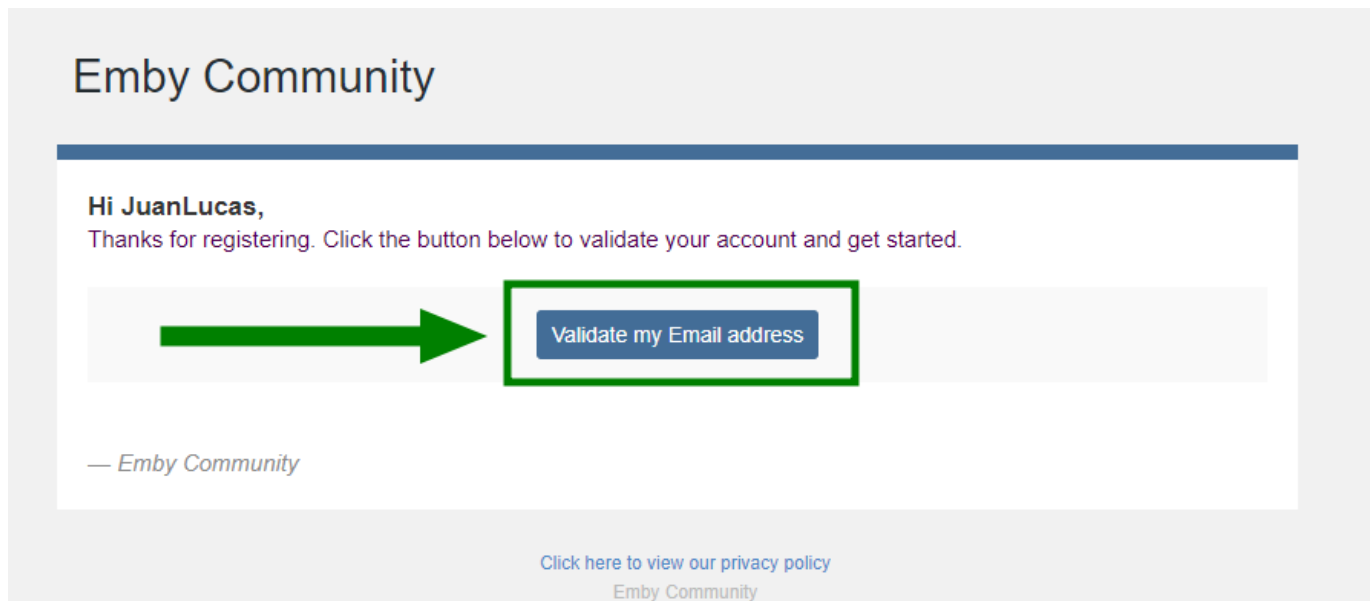 Emby Community
Hi JuanLucas,
Thanks for registering. Click the button below to validate your account and get started.
Validate my Email address
— Emby Community
Click here to view our privacy policy
Emby Community